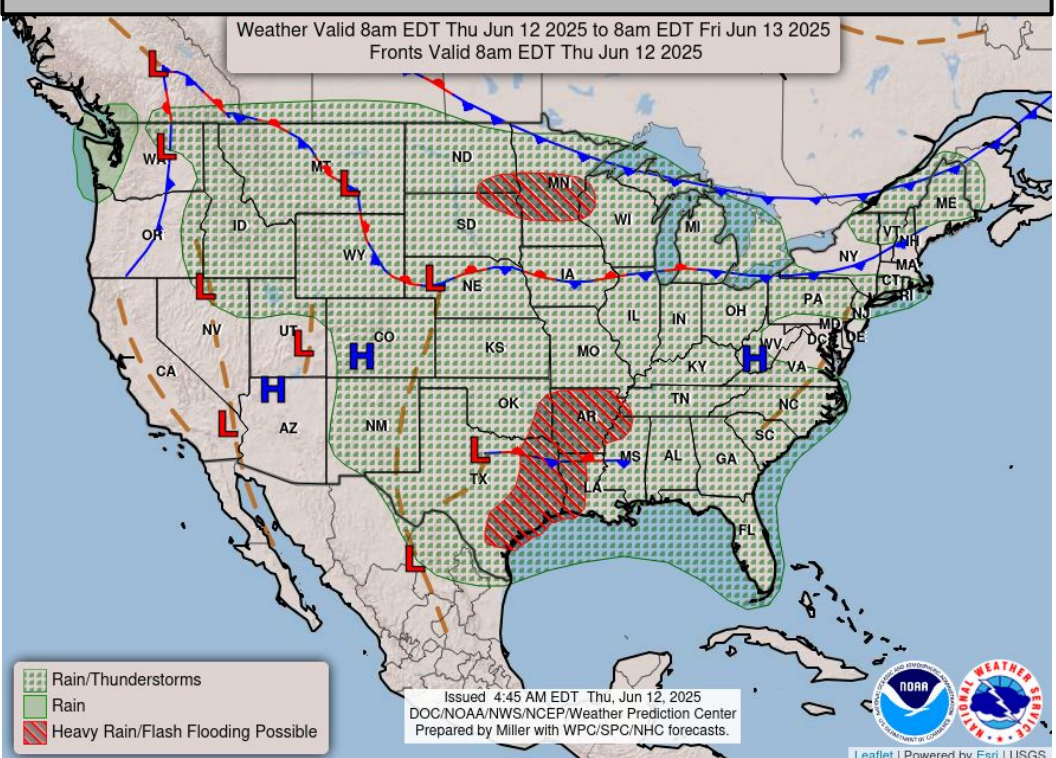 Weather Valid 8am EDT Thu Jun 12 2025 to 8am EDT Fri Jun 13 2025
Fronts Valid 8am EDT Thu Jun 12 2025
L
L
WA
MT
L
ND
MN
ME
OR
ID
WY
SD
WI
MI
VT
NH
NY
MA
CT
RI
L
L
NE
IA
PA
NJ
NV
UT
L
CO
H
KS
MO
IL
IN
OH
MD
DE
DC
WV
H
VA
KY
CA
H
AZ
NM
OK
AR
TN
NC
SC
L
L
TX
LA
MS
AL
GA
FL
L
Rain/Thunderstorms
Rain
Heavy Rain/Flash Flooding Possible
Issued 4:45 AM EDT Thu, Jun 12, 2025
DOC/NOAA/NWS/NCEP/Weather Prediction Center
Prepared by Miller with WPC/SPC/NHC forecasts.
NOAA
NATIONAL WEATHER SERVICE
Leaflet | Powered by Esri | USGS